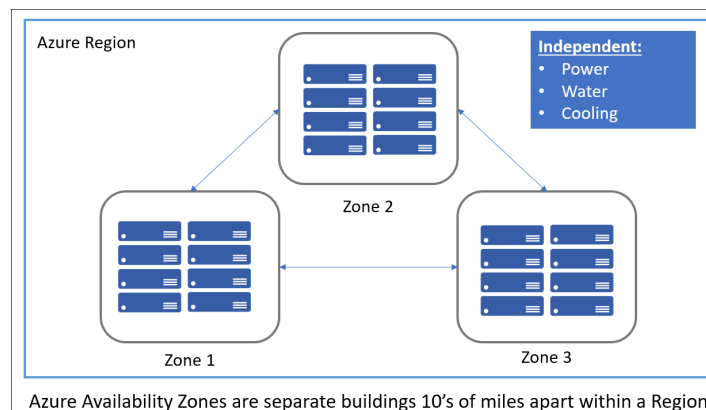 Azure Region
Independent:
• Power
• Water
• Cooling
Zone 2
Zone 1
Zone 3
Azure Availability Zones are separate buildings 10's of miles apart within a Region